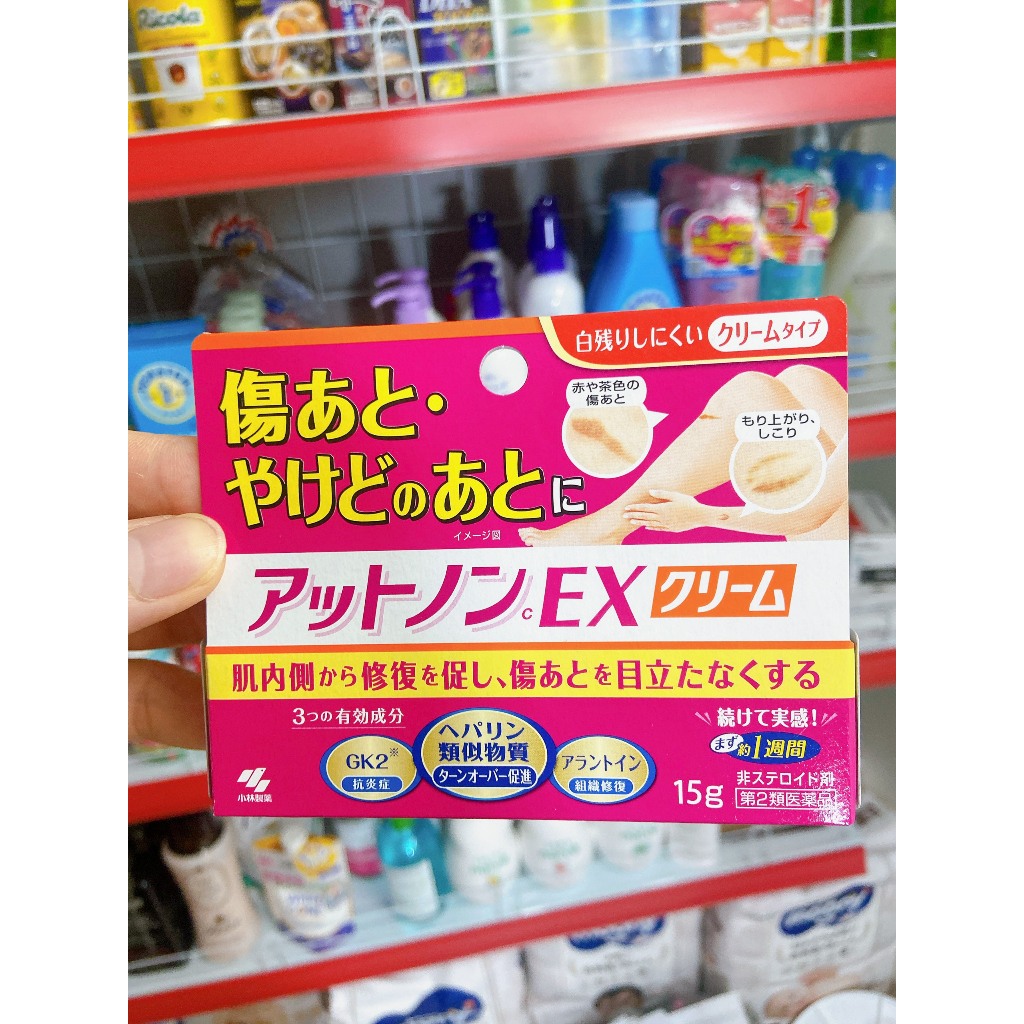 Ricola
白残りしにくい クリームタイプ
傷あと・
やけどのあとに
イメージ図
赤や茶色の
傷あと
もり上がり、
しこり
アットノンc EX クリーム
肌内側から修復を促し、傷あとを目立たなくする
3つの有効成分
GK2※
抗炎症
ヘパリン
類似物質
ターンオーバー促進
アラントイン
組織修復
続けて実感!
まず約1週間
15g
非ステロイド剤
第2類医薬品
小林製薬